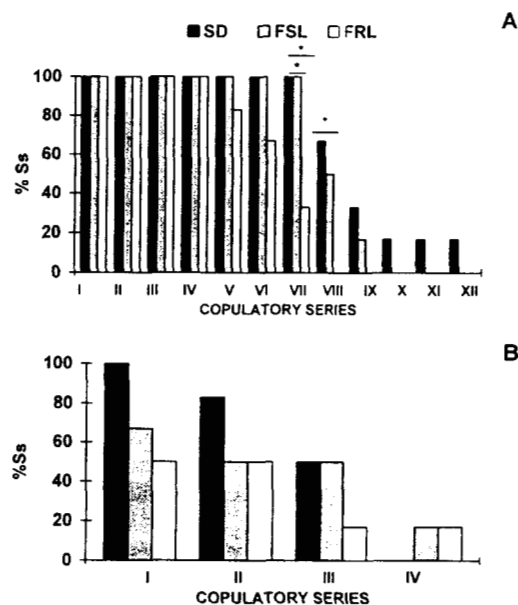 A
SD FSL FRL
*
*
*
100
80
60
40
20
0
% Ss
I II III IV V VI VII VIII IX X XI XII
COPULATORY SERIES
B
100
80
60
40
20
0
%Ss
I II III IV
COPULATORY SERIES